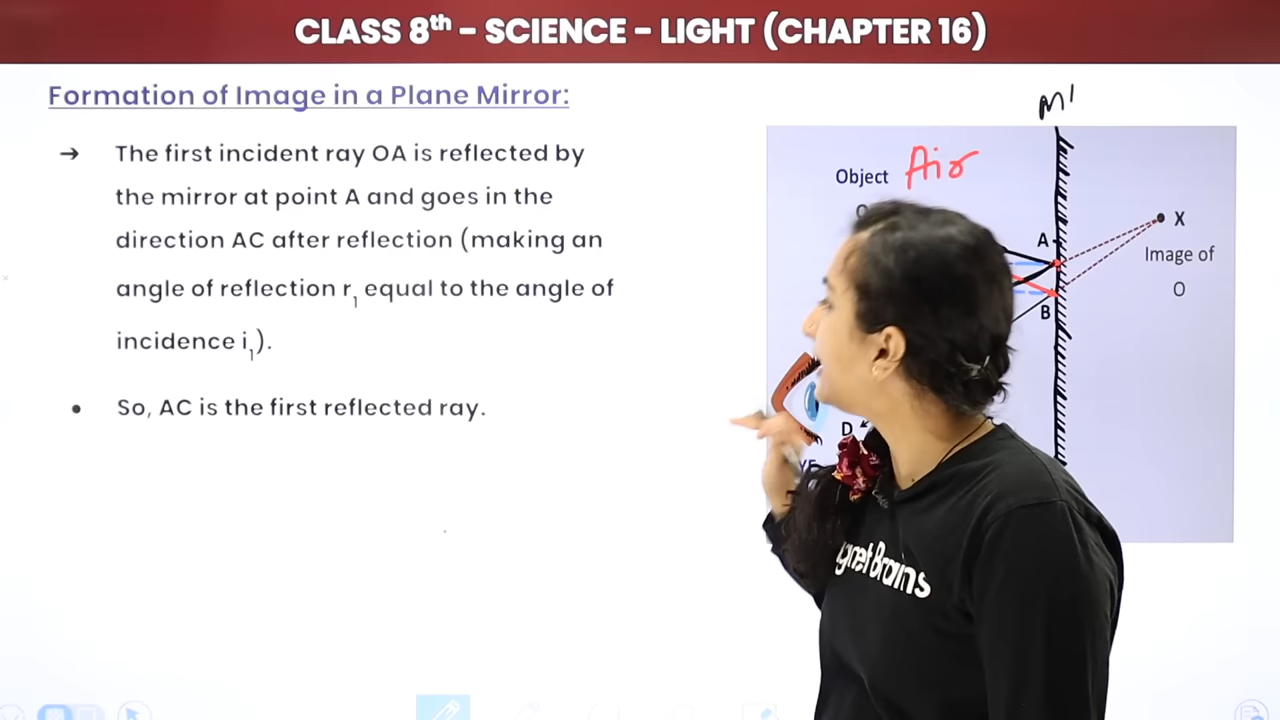 CLASS 8th - SCIENCE - LIGHT (CHAPTER 16)
Formation of Image in a Plane Mirror:
→ The first incident ray OA is reflected by
the mirror at point A and goes in the
direction AC after reflection (making an
angle of reflection r1 equal to the angle of
incidence i1).
• So, AC is the first reflected ray.
M'
Object Air
A
X
Image of
O
B
D
gnet Brains